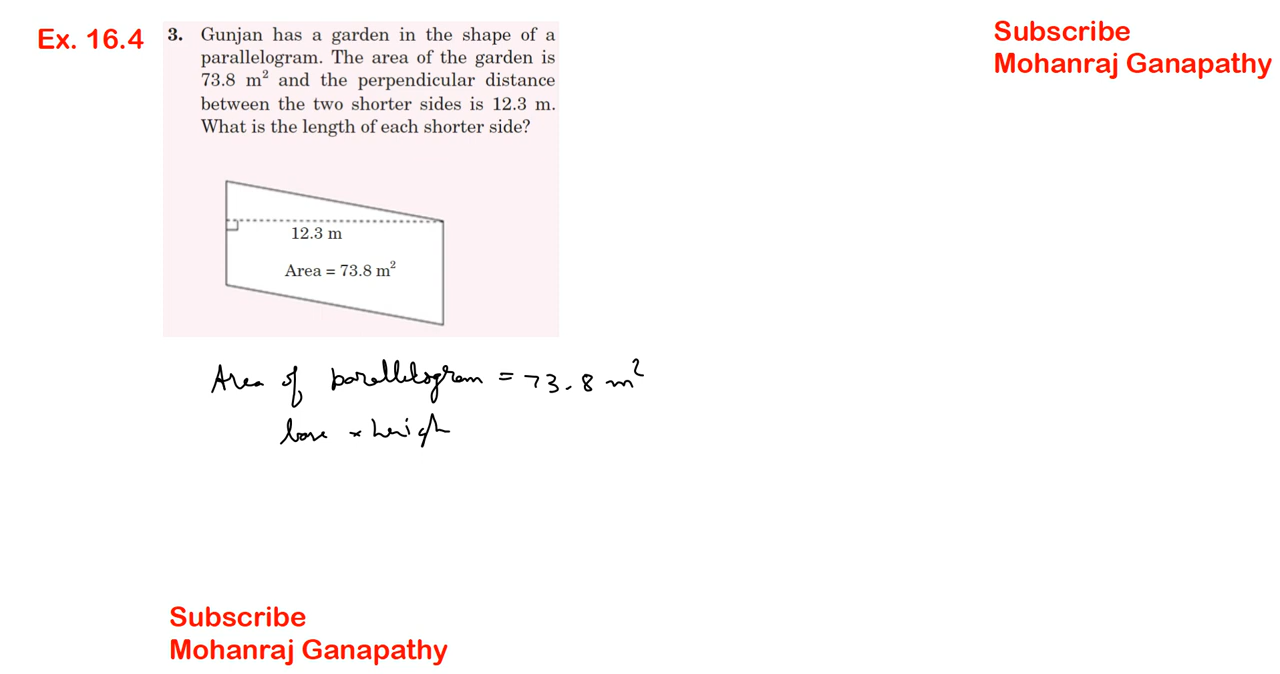 Ex. 16.4
3. Gunjan has a garden in the shape of a
parallelogram. The area of the garden is
73.8 m² and the perpendicular distance
between the two shorter sides is 12.3 m.
What is the length of each shorter side?
Subscribe
Mohanraj Ganapathy
12.3 m
Area = 73.8 m²
Area of parallelogram = 73.8 m²
base × heigh
Subscribe
Mohanraj Ganapathy